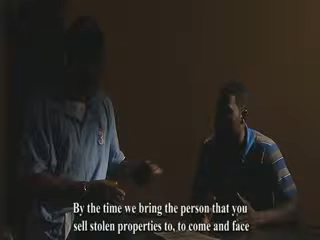 By the time we bring the person that you
sell stolen properties to, to come and face